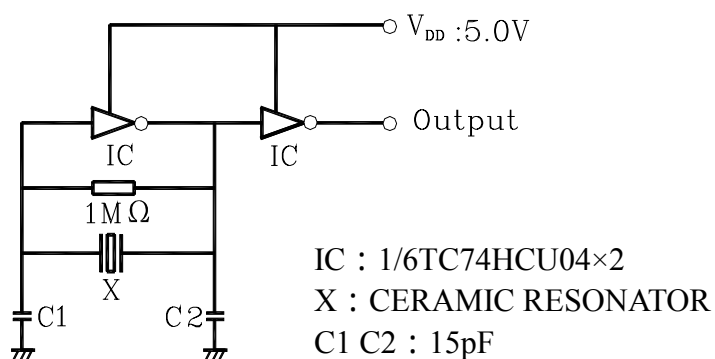 V_DD :5.0V
Output
IC
IC
1MΩ
X
C1
C2
IC：1/6TC74HCU04×2
X：CERAMIC RESONATOR
C1 C2：15pF